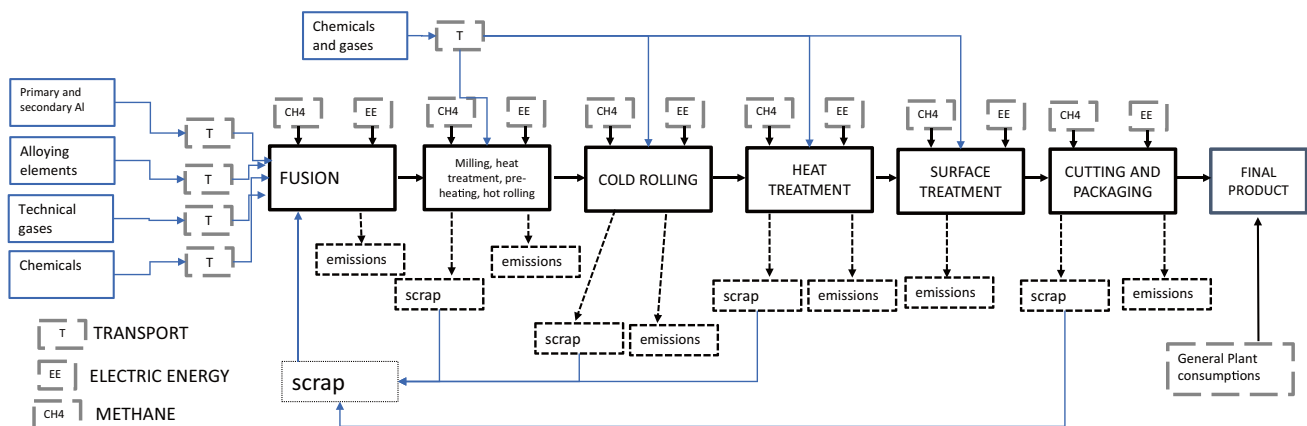 Chemicals
and gases
T
Primary and
secondary Al
T
Alloying
elements
T
Technical
gases
T
Chemicals
T
CH4
EE
CH4
EE
CH4
EE
CH4
EE
CH4
EE
CH4
EE
FUSION
Milling, heat
treatment, pre-
heating, hot rolling
COLD ROLLING
HEAT
TREATMENT
SURFACE
TREATMENT
CUTTING AND
PACKAGING
FINAL
PRODUCT
emissions
scrap
emissions
scrap
emissions
scrap
emissions
emissions
scrap
emissions
General Plant
consumptions
scrap
T
TRANSPORT
EE
ELECTRIC ENERGY
CH4
METHANE